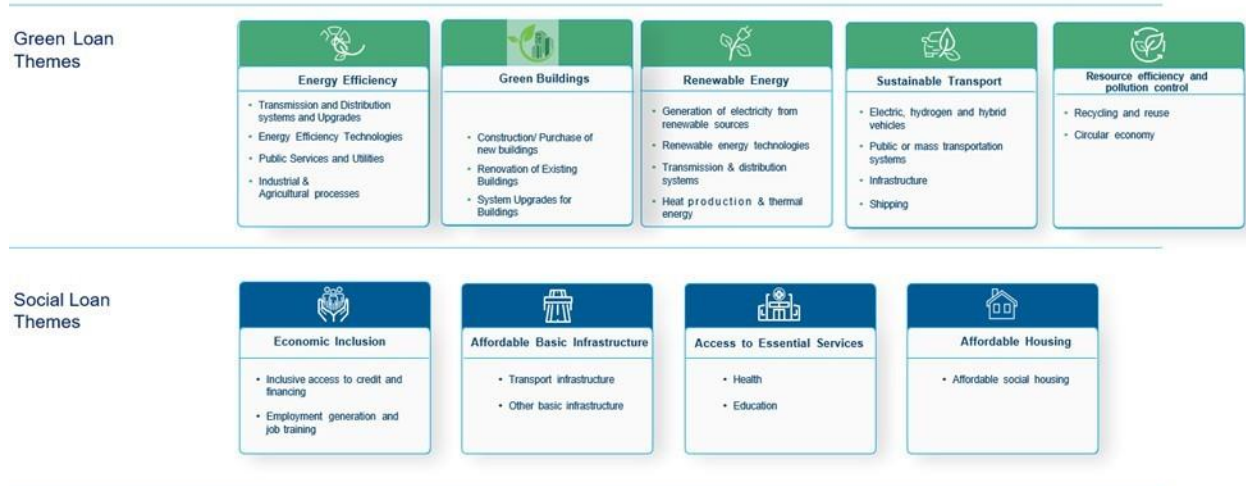 Green Loan
Themes
Energy Efficiency
• Transmission and Distribution
systems and Upgrades
• Energy Efficiency Technologies
• Public Services and Utilities
• Industrial &
Agricultural processes
Green Buildings
• Construction/ Purchase of
new buildings
• Renovation of Existing
Buildings
• System Upgrades for
Buildings
Renewable Energy
• Generation of electricity from
renewable sources
• Renewable energy technologies
• Transmission & distribution
systems
• Heat production & thermal
energy
Sustainable Transport
• Electric, hydrogen and hybrid
vehicles
• Public or mass transportation
systems
• Infrastructure
• Shipping
Resource efficiency and
pollution control
• Recycling and reuse
• Circular economy
Social Loan
Themes
Economic Inclusion
• Inclusive access to credit and
financing
• Employment generation and
job training
Affordable Basic Infrastructure
• Transport infrastructure
• Other basic infrastructure
Access to Essential Services
• Health
• Education
Affordable Housing
• Affordable social housing